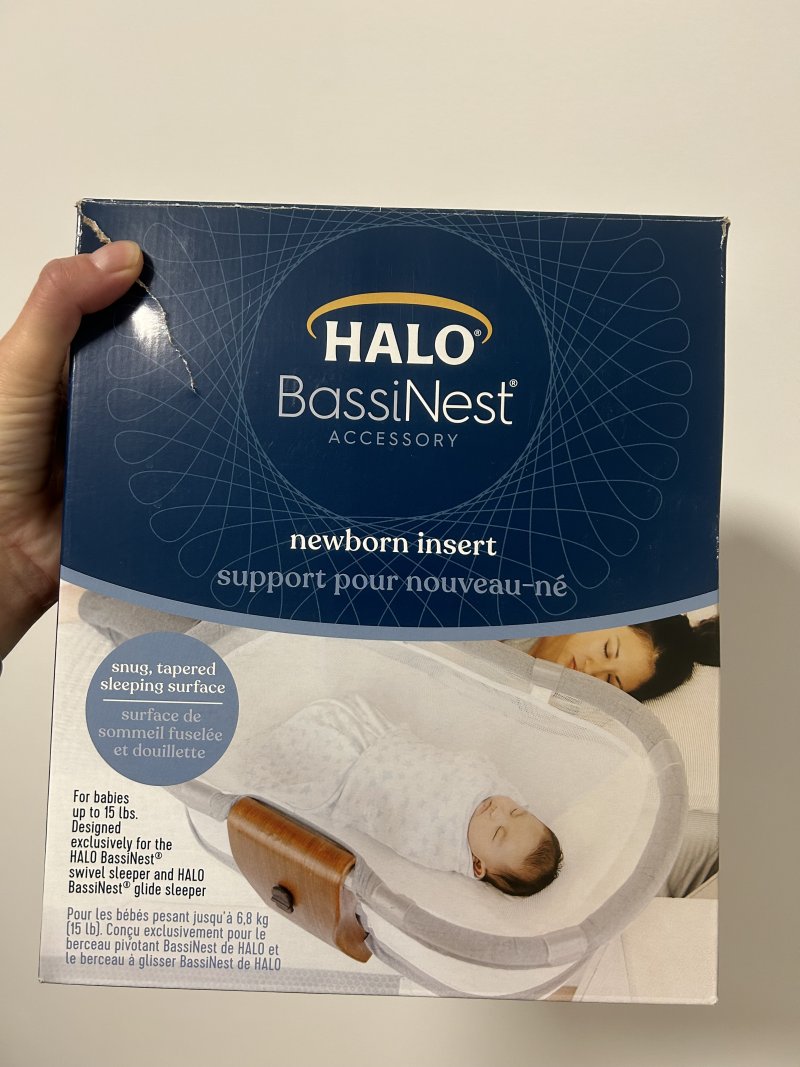 HALO®
BassiNest®
ACCESSORY
newborn insert
support pour nouveau-né
snug, tapered
sleeping surface
surface de
sommeil fuselée
et douillette
For babies
up to 15 lbs.
Designed
exclusively for the
HALO BassiNest®
swivel sleeper and HALO
BassiNest® glide sleeper
Pour les bébés pesant jusqu'à 6,8 kg
(15 lb). Conçu exclusivement pour le
berceau pivotant BassiNest de HALO et
le berceau à glisser BassiNest de HALO